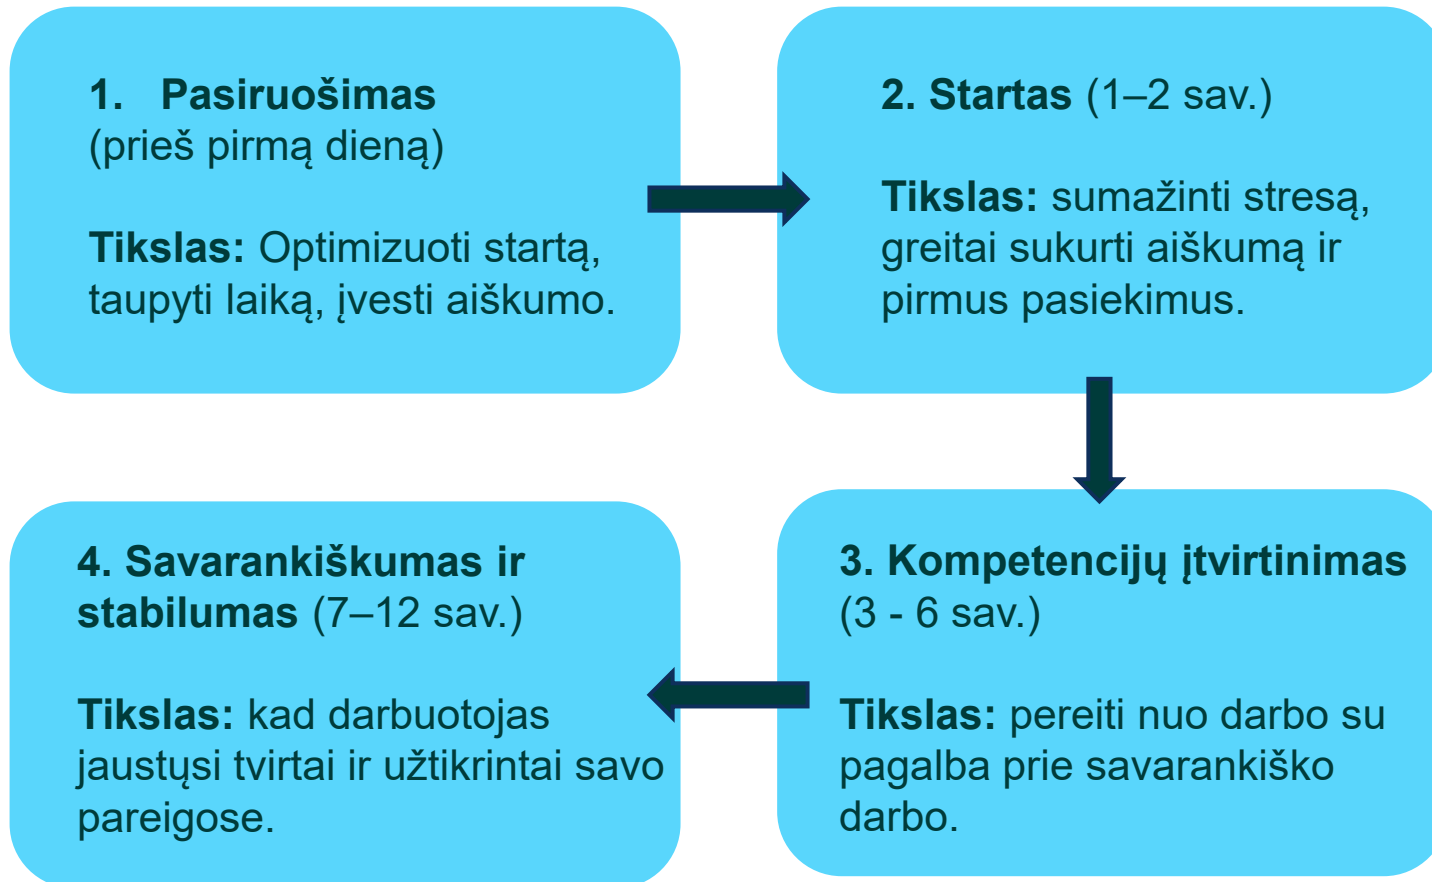 1. Pasiruošimas
(prieš pirmą dieną)
Tikslas: Optimizuoti startą,
taupyti laiką, įvesti aiškumo.
2. Startas (1–2 sav.)
Tikslas: sumažinti stresą,
greitai sukurti aiškumą ir
pirmus pasiekimus.
3. Kompetencijų įtvirtinimas
(3 - 6 sav.)
Tikslas: pereiti nuo darbo su
pagalba prie savarankiško
darbo.
4. Savarankiškumas ir
stabilumas (7–12 sav.)
Tikslas: kad darbuotojas
jaustųsi tvirtai ir užtikrintai savo
pareigose.